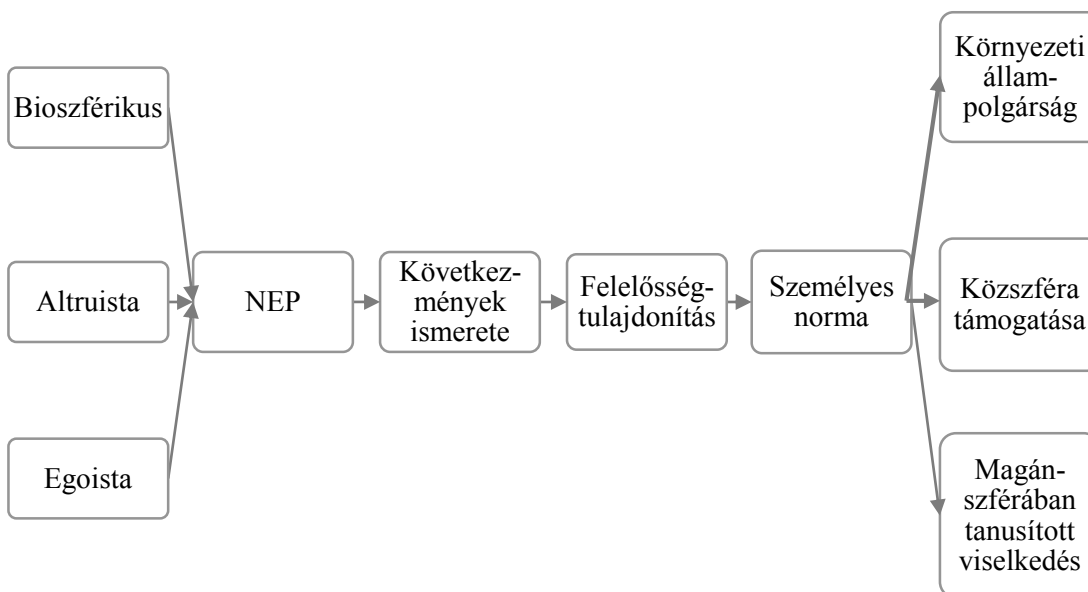 Bioszférikus
Altruista
Egoista
NEP
Következ-
mények
ismerete
Felelősség-
tulajdonítás
Személyes
norma
Környezeti
állam-
polgárság
Közszféra
támogatása
Magán-
szférában
tanusított
viselkedés